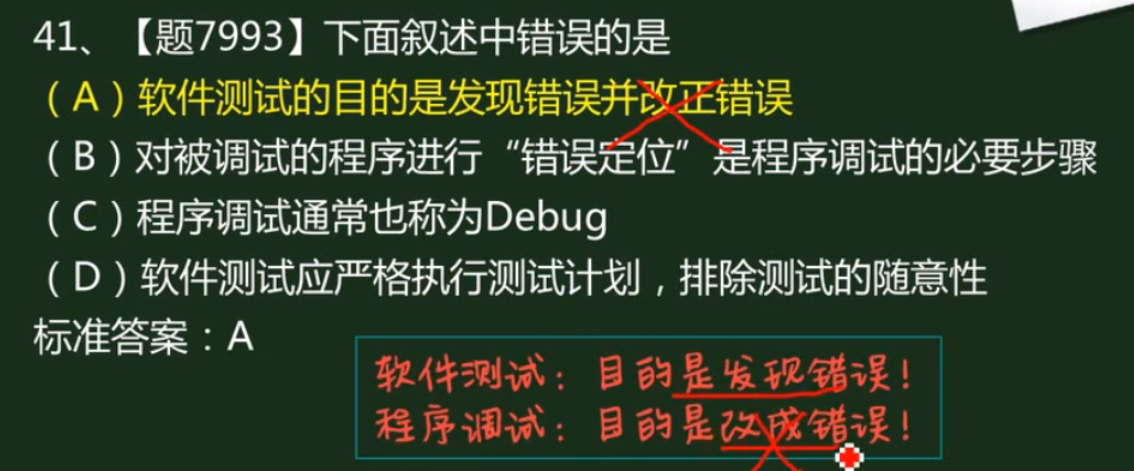 41、【题7993】下面叙述中错误的是
（A）软件测试的目的是发现错误并改正错误
（B）对被调试的程序进行“错误定位”是程序调试的必要步骤
（C）程序调试通常也称为Debug
（D）软件测试应严格执行测试计划，排除测试的随意性
标准答案：A
软件测试：目的是发现错误！
程序调试：目的是改成错误！